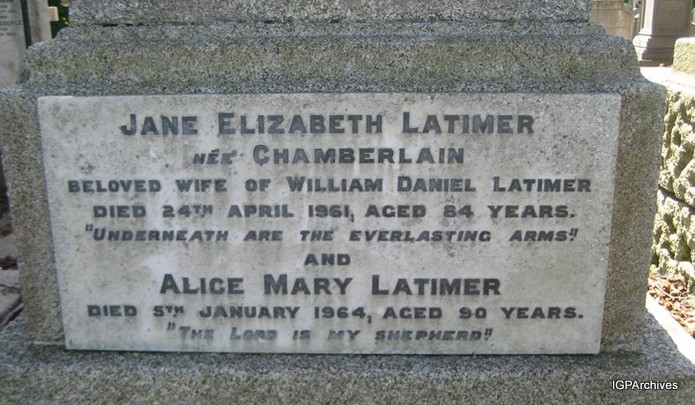 JANE ELIZABETH LATIMER
NÉE CHAMBERLAIN
BELOVED WIFE OF WILLIAM DANIEL LATIMER
DIED 24TH APRIL 1961, AGED 84 YEARS.
"UNDERNEATH ARE THE EVERLASTING ARMS."
AND
ALICE MARY LATIMER
DIED 5TH JANUARY 1964, AGED 90 YEARS.
"THE LORD IS MY SHEPHERD."
IGPArchives